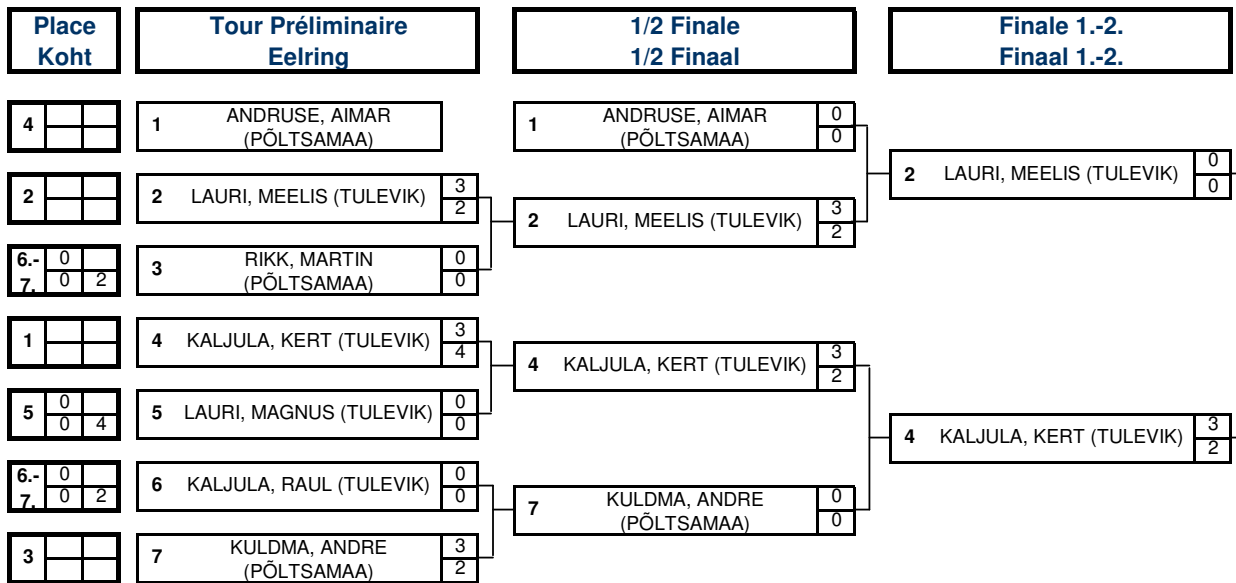 Place
Koht
Tour Préliminaire
Eelring
1/2 Finale
1/2 Finaal
Finale 1.-2.
Finaal 1.-2.
4
1
ANDRUSE, AIMAR
(PÕLTSAMAA)
1
ANDRUSE, AIMAR
(PÕLTSAMAA)
0
0
2
LAURI, MEELIS (TULEVIK)
0
0
2
2
LAURI, MEELIS (TULEVIK)
3
2
2
LAURI, MEELIS (TULEVIK)
3
2
6.-
7.
0
0 2
3
RIKK, MARTIN
(PÕLTSAMAA)
0
0
1
4
KALJULA, KERT (TULEVIK)
3
4
4
KALJULA, KERT (TULEVIK)
3
2
5
0
0 4
5
LAURI, MAGNUS (TULEVIK)
0
0
4
KALJULA, KERT (TULEVIK)
3
2
6.-
7.
0
0 2
6
KALJULA, RAUL (TULEVIK)
0
0
7
KULDMA, ANDRE
(PÕLTSAMAA)
0
0
3
7
KULDMA, ANDRE
(PÕLTSAMAA)
3
2